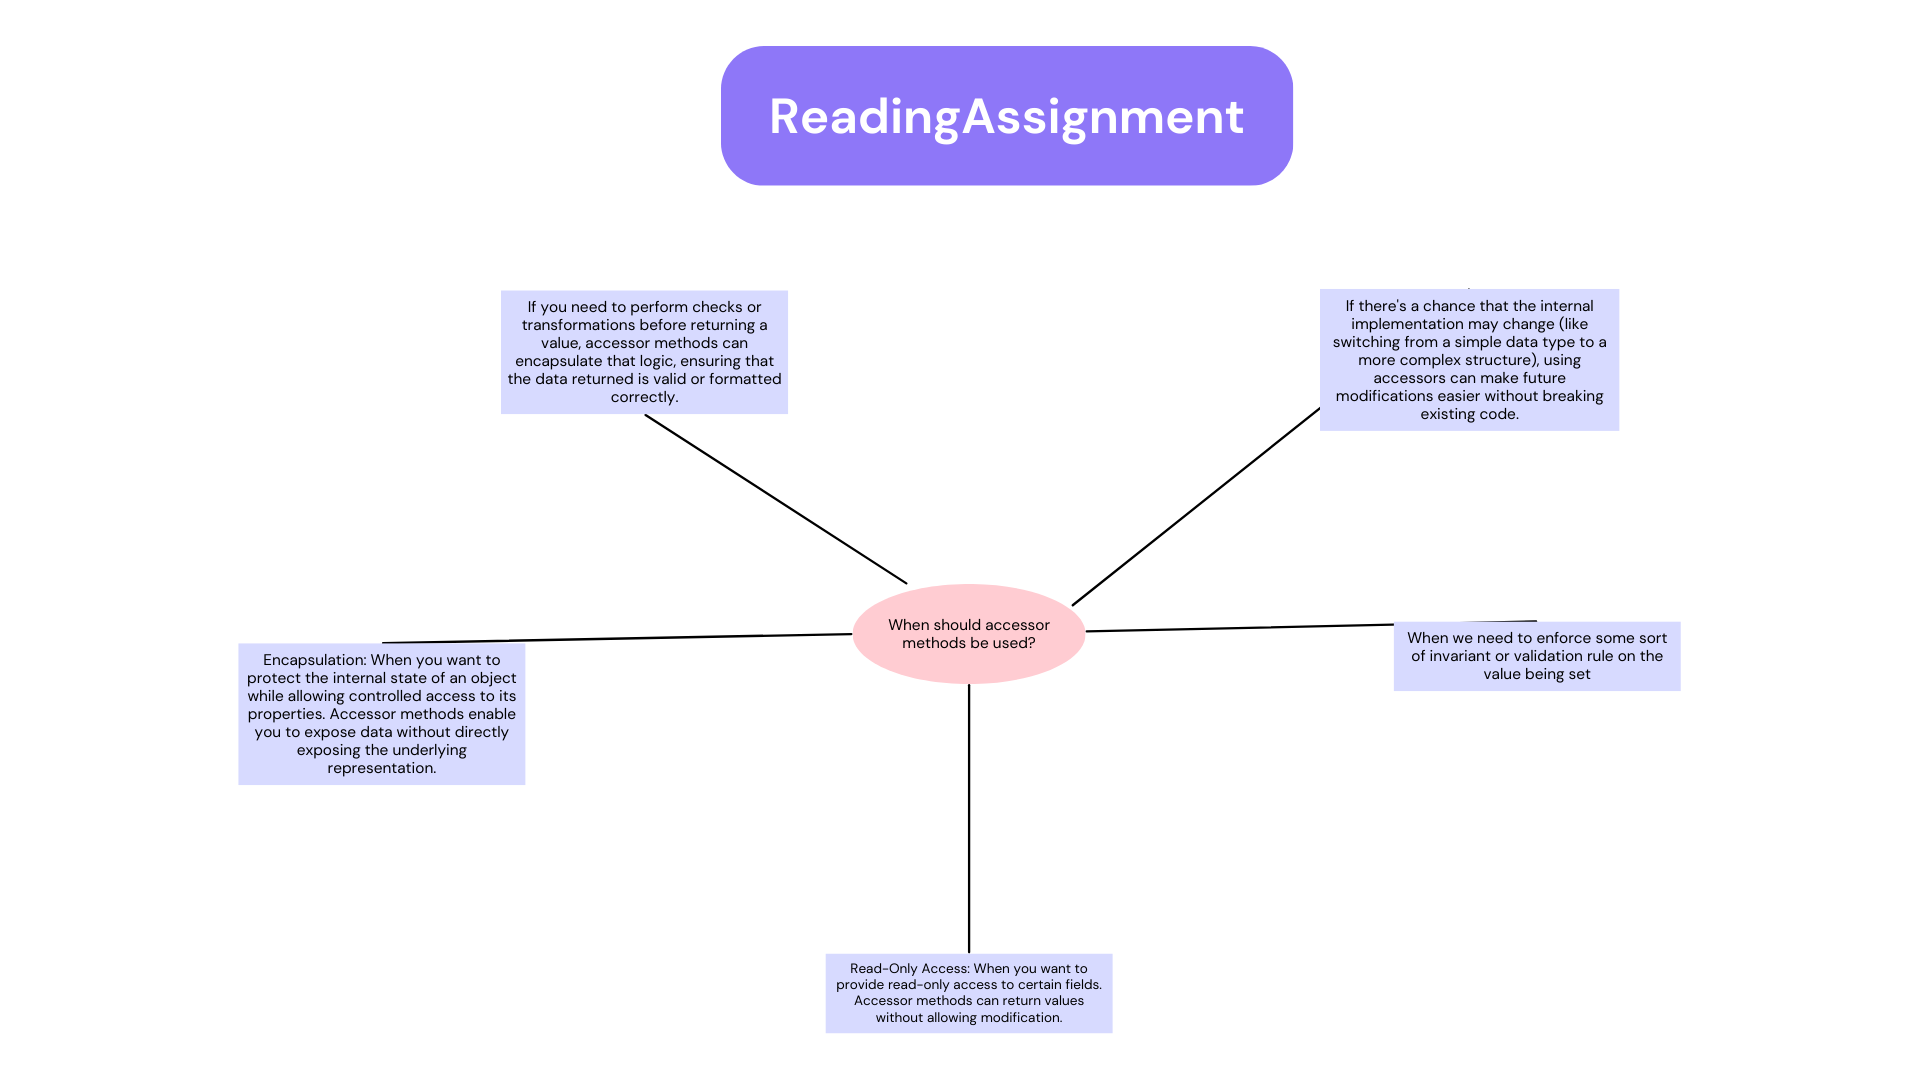 ReadingAssignment
If you need to perform checks or
transformations before returning a
value, accessor methods can
encapsulate that logic, ensuring that
the data returned is valid or formatted
correctly.
If there's a chance that the internal
implementation may change (like
switching from a simple data type to a
more complex structure), using
accessors can make future
modifications easier without breaking
existing code.
When should accessor
methods be used?
Encapsulation: When you want to
protect the internal state of an object
while allowing controlled access to its
properties. Accessor methods enable
you to expose data without directly
exposing the underlying
representation.
When we need to enforce some sort
of invariant or validation rule on the
value being set
Read-Only Access: When you want to
provide read-only access to certain fields.
Accessor methods can return values
without allowing modification.